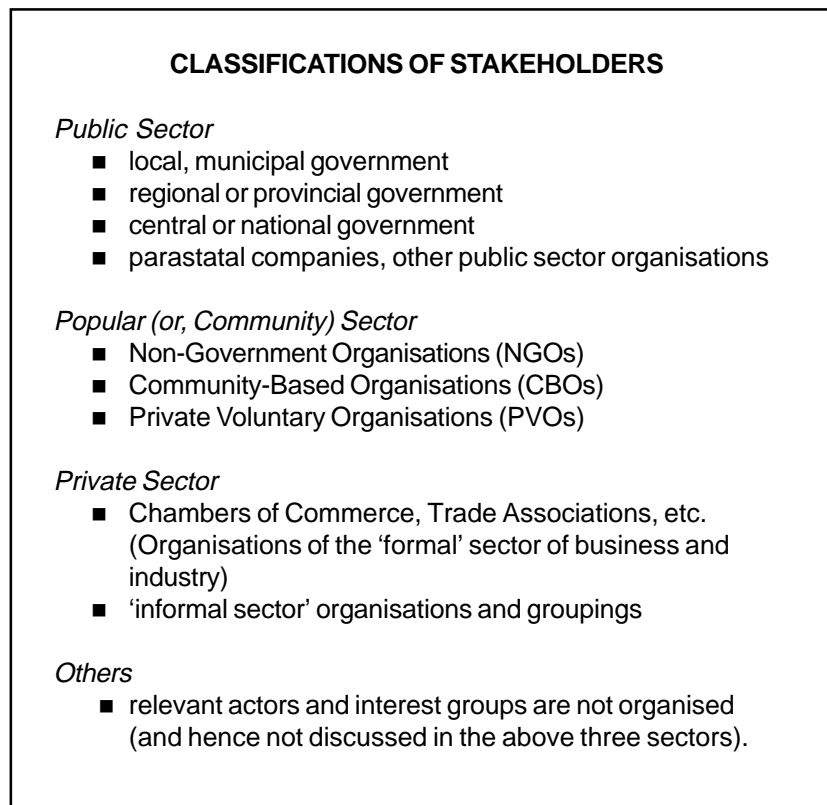 CLASSIFICATIONS OF STAKEHOLDERS
Public Sector
■ local, municipal government
■ regional or provincial government
■ central or national government
■ parastatal companies, other public sector organisations
Popular (or, Community) Sector
■ Non-Government Organisations (NGOs)
■ Community-Based Organisations (CBOs)
■ Private Voluntary Organisations (PVOs)
Private Sector
■ Chambers of Commerce, Trade Associations, etc.
(Organisations of the ‘formal’ sector of business and
industry)
■ ‘informal sector’ organisations and groupings
Others
■ relevant actors and interest groups are not organised
(and hence not discussed in the above three sectors).